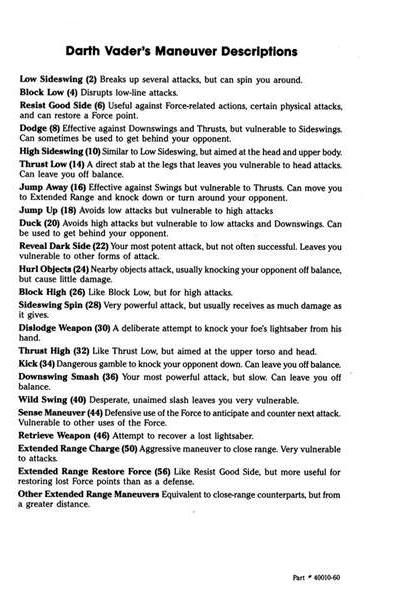 Darth Vader's Maneuver Descriptions
Low Sideswing (2) Breaks up several attacks, but can spin you around.
Block Low (4) Disrupts low-line attacks.
Resist Good Side (6) Useful against Force-related actions, certain physical attacks,
and can restore a Force point.
Dodge (8) Effective against Downswings and Thrusts, but vulnerable to Sideswings.
Can sometimes be used to get behind your opponent.
High Sideswing (10) Similar to Low Sideswing, but aimed at the head and upper body.
Thrust Low (14) A direct stab at the legs that leaves you vulnerable to head attacks.
Can leave you off balance.
Jump Away (16) Effective against Swings but vulnerable to Thrusts. Can move you
to Extended Range and knock down or turn around your opponent.
Jump Up (18) Avoids low attacks but vulnerable to high attacks
Duck (20) Avoids high attacks but vulnerable to low attacks and Downswings. Can
be used to get behind your opponent.
Reveal Dark Side (22) Your most potent attack, but not often successful. Leaves you
vulnerable to other forms of attack.
Hurl Objects (24) Nearby objects attack, usually knocking your opponent off balance,
but cause little damage.
Block High (26) Like Block Low, but for high attacks.
Sideswing Spin (28) Very powerful attack, but usually receives as much damage as
it gives.
Dislodge Weapon (30) A deliberate attempt to knock your foe's lightsaber from his
hand.
Thrust High (32) Like Thrust Low, but aimed at the upper torso and head.
Kick (34) Dangerous gamble to knock your opponent down. Can leave you off balance.
Downswing Smash (36) Your most powerful attack, but slow. Can leave you off
balance.
Wild Swing (40) Desperate, unaimed slash leaves you very vulnerable.
Sense Maneuver (44) Defensive use of the Force to anticipate and counter next attack.
Vulnerable to other uses of the Force.
Retrieve Weapon (46) Attempt to recover a lost lightsaber.
Extended Range Charge (50) Aggressive maneuver to close range. Very vulnerable
to attacks.
Extended Range Restore Force (56) Like Resist Good Side, but more useful for
restoring lost Force points than as a defense.
Other Extended Range Maneuvers Equivalent to close-range counterparts, but from
a greater distance.
Part # 40010-60